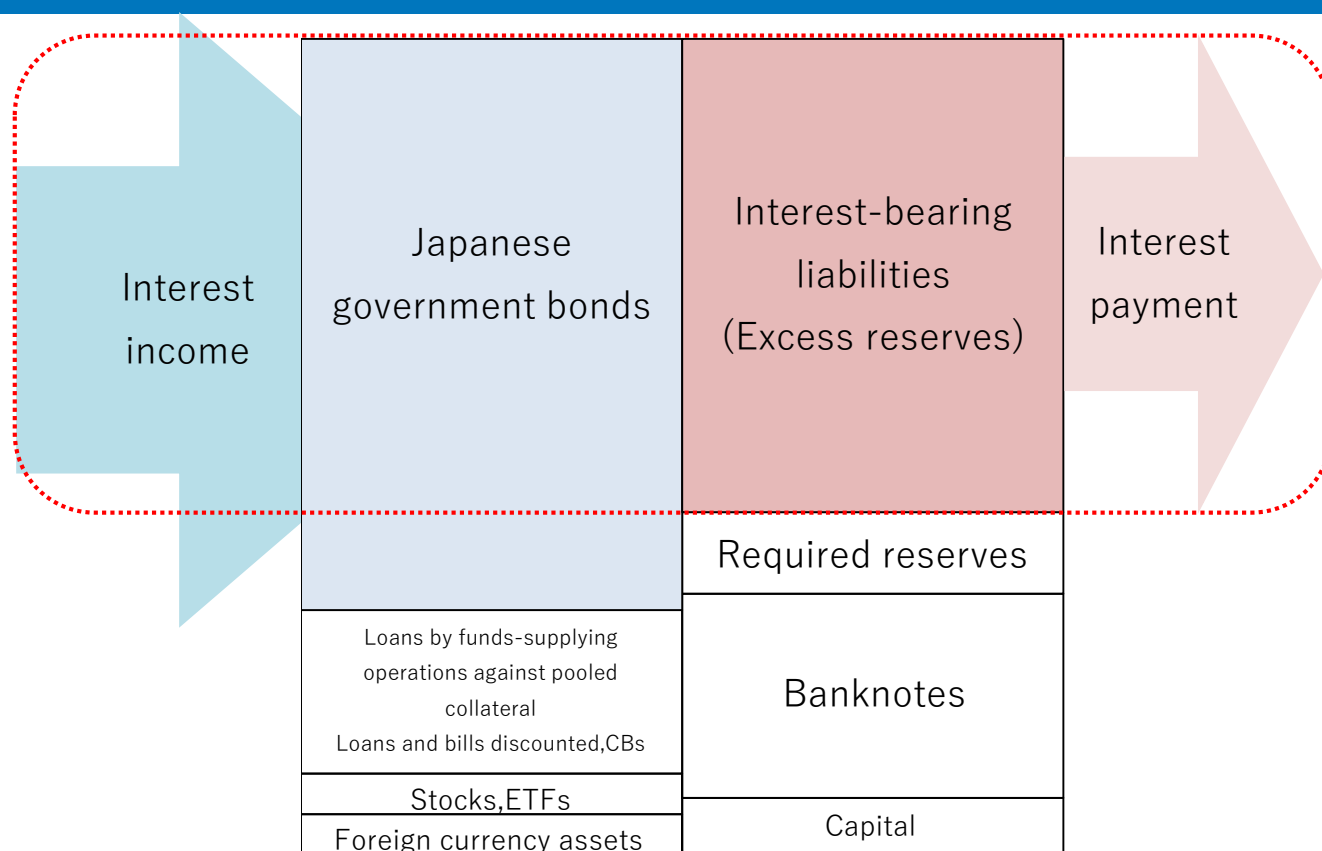 Interest
income
Japanese
government bonds
Interest-bearing
liabilities
(Excess reserves)
Interest
payment
Required reserves
Loans by funds-supplying
operations against pooled
collateral
Loans and bills discounted,CBs
Banknotes
Stocks,ETFs
Capital
Foreign currency assets